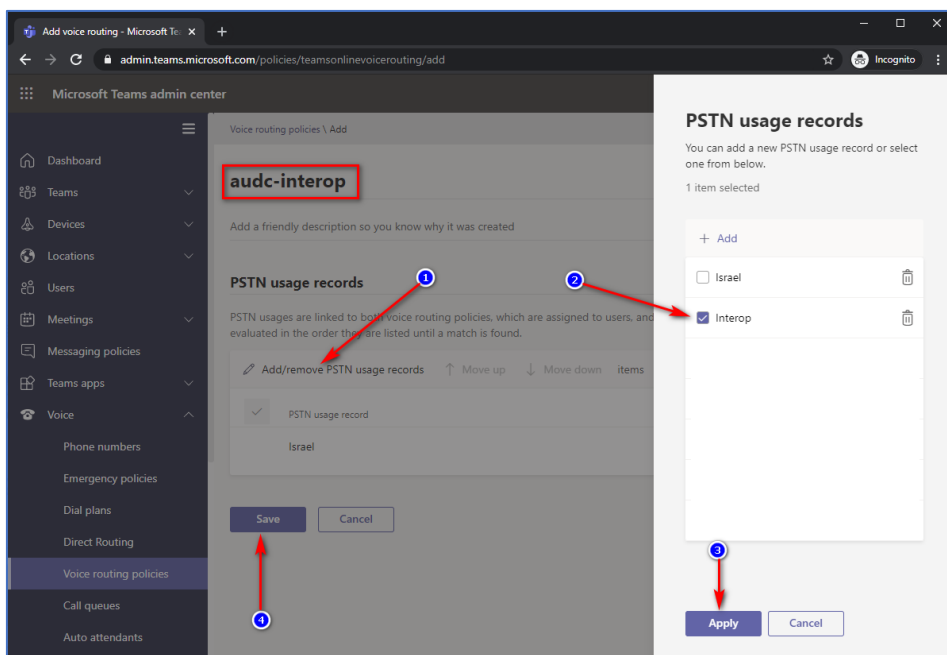 Add voice routing - Microsoft Te
admin.teams.microsoft.com/policies/teamsonlinevoicerouting/add
Incognito
Microsoft Teams admin center
Dashboard
Teams
Devices
Locations
Users
Meetings
Messaging policies
Teams apps
Voice
Phone numbers
Emergency policies
Dial plans
Direct Routing
Voice routing policies
Call queues
Auto attendants
Voice routing policies \ Add
audc-interop
Add a friendly description so you know why it was created
PSTN usage records
PSTN usages are linked to both voice routing policies, which are assigned to users, and
evaluated in the order they are listed until a match is found.
Add/remove PSTN usage records Move up Move down items
PSTN usage record
Israel
Save Cancel
1
4
PSTN usage records
You can add a new PSTN usage record or select
one from below.
1 item selected
+ Add
Israel
2
Interop
3
Apply Cancel